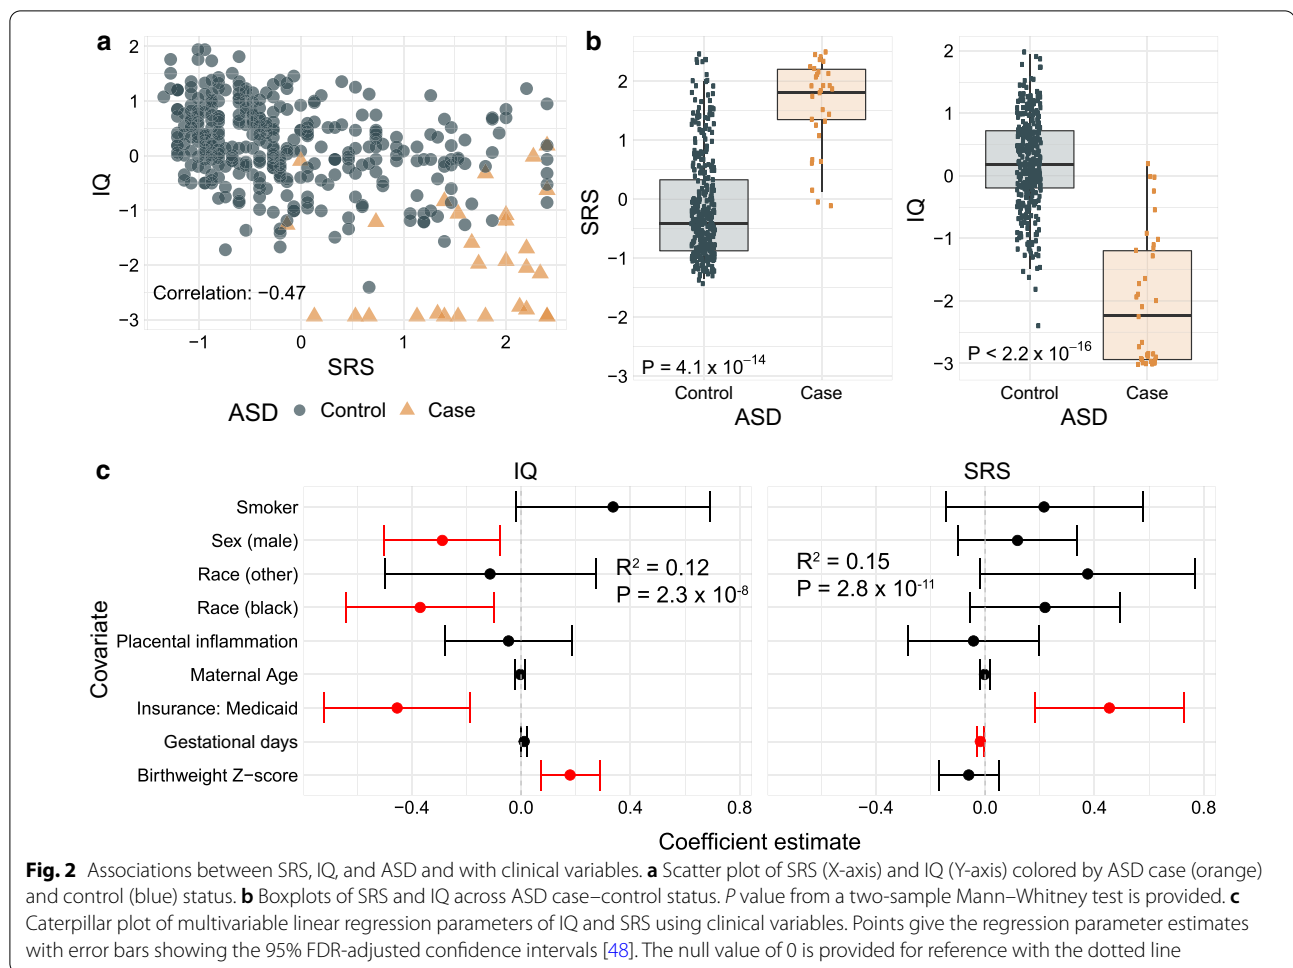 a
2
1
0
−1
−2
−3
IQ
Correlation: −0.47
−1
0
1
2
SRS
ASD Control Case
b
2
1
0
−1
−2
−3
SRS
P = 4.1 x 10⁻¹⁴
Control Case
ASD
2
1
0
−1
−2
−3
IQ
P < 2.2 x 10⁻¹⁶
Control Case
ASD
c
IQ
SRS
Covariate
Smoker
Sex (male)
Race (other)
Race (black)
Placental inflammation
Maternal Age
Insurance: Medicaid
Gestational days
Birthweight Z−score
R² = 0.12
P = 2.3 x 10⁻⁸
R² = 0.15
P = 2.8 x 10⁻¹¹
−0.4 0.0 0.4 0.8
−0.4 0.0 0.4 0.8
Coefficient estimate
Fig. 2 Associations between SRS, IQ, and ASD and with clinical variables. a Scatter plot of SRS (X-axis) and IQ (Y-axis) colored by ASD case (orange)
and control (blue) status. b Boxplots of SRS and IQ across ASD case–control status. P value from a two-sample Mann–Whitney test is provided. c
Caterpillar plot of multivariable linear regression parameters of IQ and SRS using clinical variables. Points give the regression parameter estimates
with error bars showing the 95% FDR-adjusted confidence intervals [48]. The null value of 0 is provided for reference with the dotted line